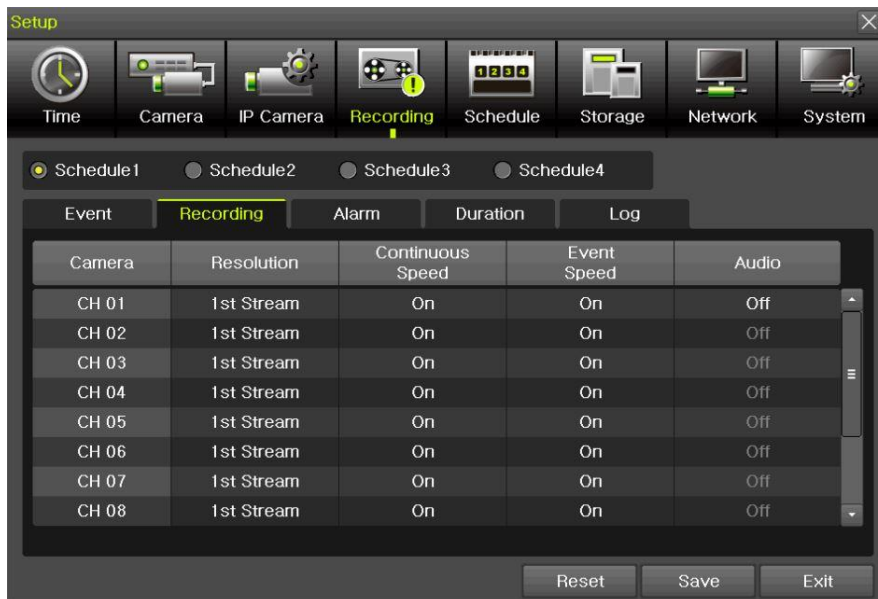 Setup
1234
Time Camera IP Camera Recording Schedule Storage Network System
Schedule1 Schedule2 Schedule3 Schedule4
Event Recording Alarm Duration Log
Camera Resolution Continuous Speed Event Speed Audio
CH 01 1st Stream On On Off
CH 02 1st Stream On On Off
CH 03 1st Stream On On Off
CH 04 1st Stream On On Off
CH 05 1st Stream On On Off
CH 06 1st Stream On On Off
CH 07 1st Stream On On Off
CH 08 1st Stream On On Off
Reset Save Exit